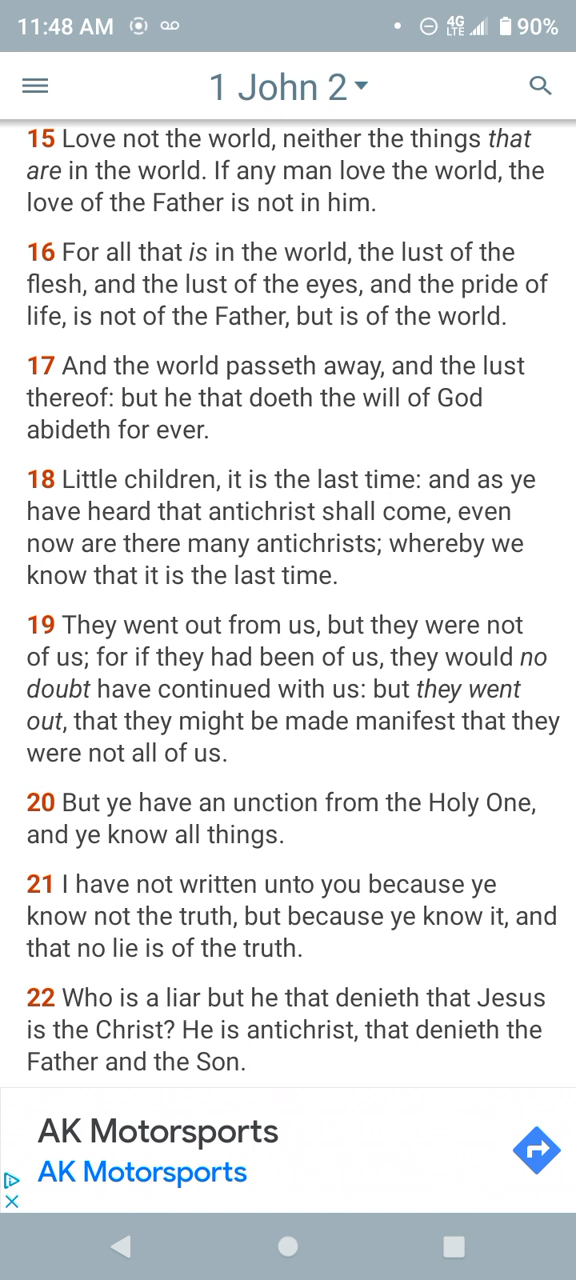 11:48 AM
4G
LTE
90%
1 John 2
15 Love not the world, neither the things that
are in the world. If any man love the world, the
love of the Father is not in him.
16 For all that is in the world, the lust of the
flesh, and the lust of the eyes, and the pride of
life, is not of the Father, but is of the world.
17 And the world passeth away, and the lust
thereof: but he that doeth the will of God
abideth for ever.
18 Little children, it is the last time: and as ye
have heard that antichrist shall come, even
now are there many antichrists; whereby we
know that it is the last time.
19 They went out from us, but they were not
of us; for if they had been of us, they would no
doubt have continued with us: but they went
out, that they might be made manifest that they
were not all of us.
20 But ye have an unction from the Holy One,
and ye know all things.
21 I have not written unto you because ye
know not the truth, but because ye know it, and
that no lie is of the truth.
22 Who is a liar but he that denieth that Jesus
is the Christ? He is antichrist, that denieth the
Father and the Son.
AK Motorsports
AK Motorsports